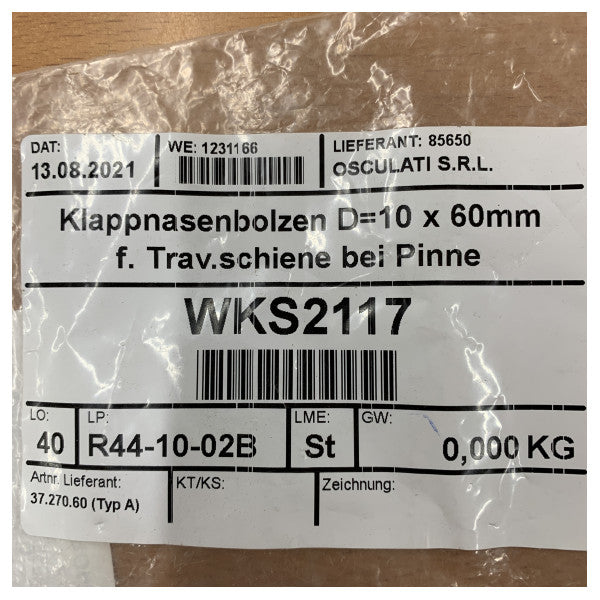 DAT:
13.08.2021
WE: 1231166
LIEFERANT: 85650
OSCULATI S.R.L.
Klappnasenbolzen D=10 x 60mm
f. Trav.schiene bei Pinne
WKS2117
LO:
40
LP:
R44-10-02B
LME:
St
GW:
0,000 KG
Artnr. Lieferant:
37.270.60 (Typ A)
KT/KS:
Zeichnung: